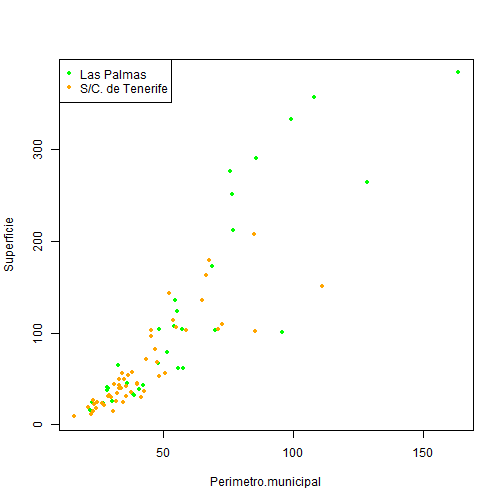 Las Palmas
S/C. de Tenerife
Superficie
0
100
200
300
50
100
150
Perimetro.municipal